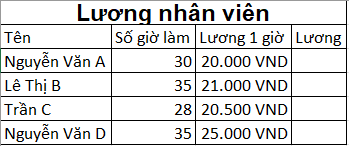 Lương nhân viên
Tên Số giờ làm Lương 1 giờ Lương
Nguyễn Văn A 30 20.000 VND
Lê Thị B 35 21.000 VND
Trần C 28 20.500 VND
Nguyễn Văn D 35 25.000 VND